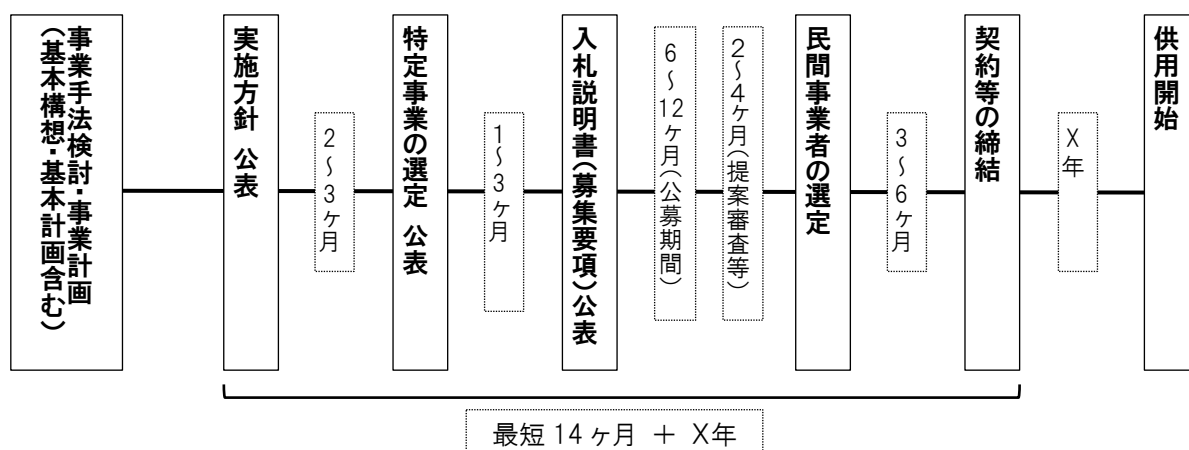 事業手法検討・事業計画
（基本構想・基本計画含む）
実施方針 公表
2～3ヶ月
特定事業の選定 公表
1～3ヶ月
入札説明書（募集要項）公表
6～12ヶ月（公募期間）
2～4ヶ月（提案審査等）
民間事業者の選定
3～6ヶ月
契約等の締結
X年
供用開始
最短 14 ヶ月 ＋ X年